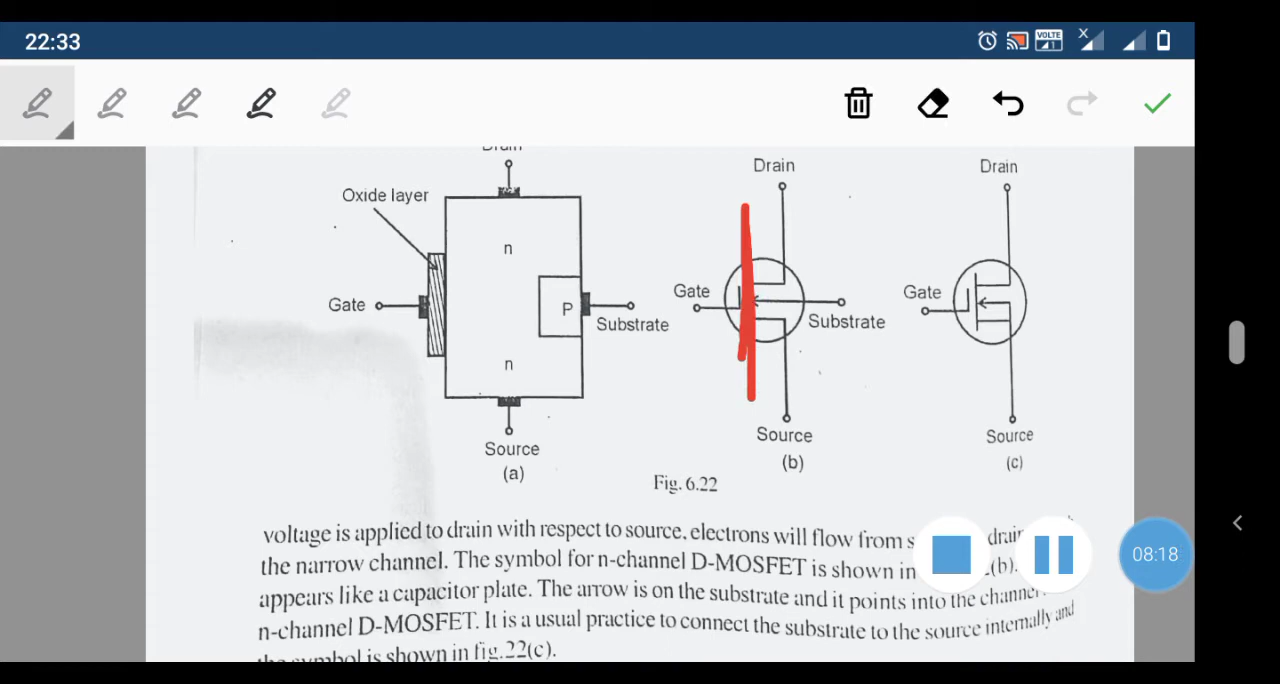 22:33
VOLTE
1
X
Drain
Drain
Oxide layer
n
Gate
Gate
Gate
P
Substrate
Substrate
n
Source
Source
Source
(a)
(b)
(c)
Fig. 6.22
voltage is applied to drain with respect to source, electrons will flow from
the narrow channel. The symbol for n-channel D-MOSFET is shown in (b).
08:18
appears like a capacitor plate. The arrow is on the substrate and it points into the channel
n-channel D-MOSFET. It is a usual practice to connect the substrate to the source internally and
the symbol is shown in fig.22(c).